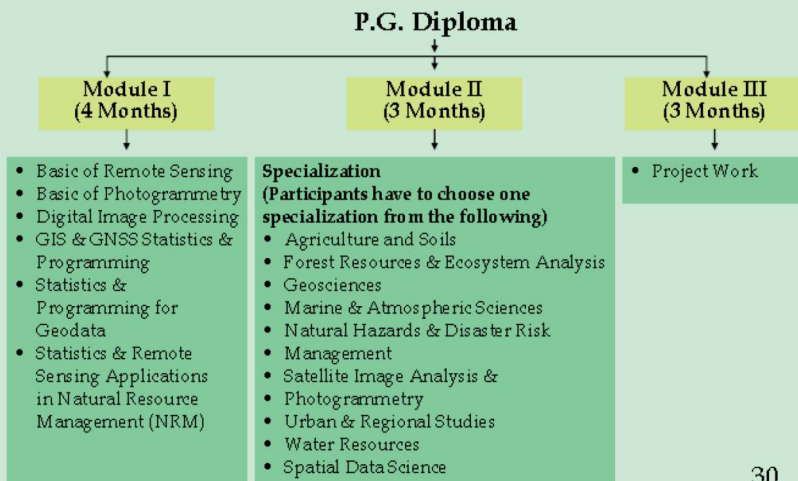 P.G. Diploma
Module I
(4 Months)
• Basic of Remote Sensing
• Basic of Photogrammetry
• Digital Image Processing
• GIS & GNSS Statistics &
Programming
• Statistics &
Programming for
Geodata
• Statistics & Remote
Sensing Applications
in Natural Resource
Management (NRM)
Module II
(3 Months)
Specialization
(Participants have to choose one
specialization from the following)
• Agriculture and Soils
• Forest Resources & Ecosystem Analysis
• Geosciences
• Marine & Atmospheric Sciences
• Natural Hazards & Disaster Risk
• Management
• Satellite Image Analysis &
• Photogrammetry
• Urban & Regional Studies
• Water Resources
• Spatial Data Science
Module III
(3 Months)
• Project Work
30